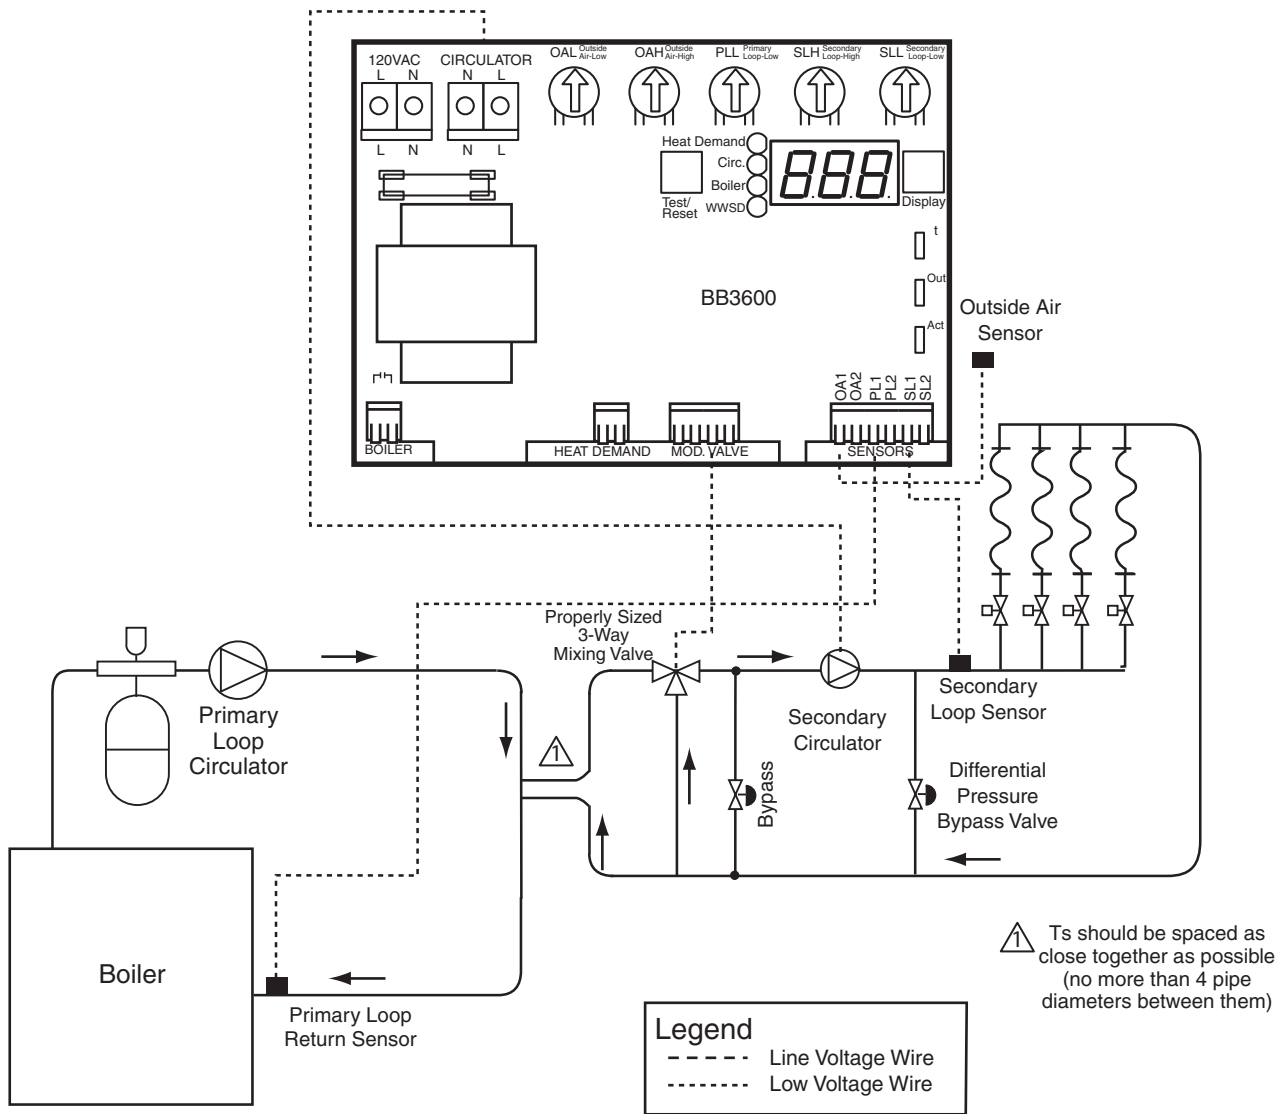 120VAC
CIRCULATOR
L N
N L
L N
N L
OAL Outside Air-Low
OAH Outside Air-High
PLL Primary Loop-Low
SLH Secondary Loop-High
SLL Secondary Loop-Low
Heat Demand
Circ.
Boiler
WWSD
Test/
Reset
888
Display
t
Out
Act
BB3600
OA1
OA2
PL1
PL2
SL1
SL2
BOILER
HEAT DEMAND
MOD. VALVE
SENSORS
Outside Air
Sensor
Properly Sized
3-Way
Mixing Valve
Primary
Loop
Circulator
1
Secondary
Circulator
Secondary
Loop Sensor
Bypass
Differential
Pressure
Bypass Valve
Boiler
Primary Loop
Return Sensor
1
Ts should be spaced as
close together as possible
(no more than 4 pipe
diameters between them)
Legend
Line Voltage Wire
Low Voltage Wire